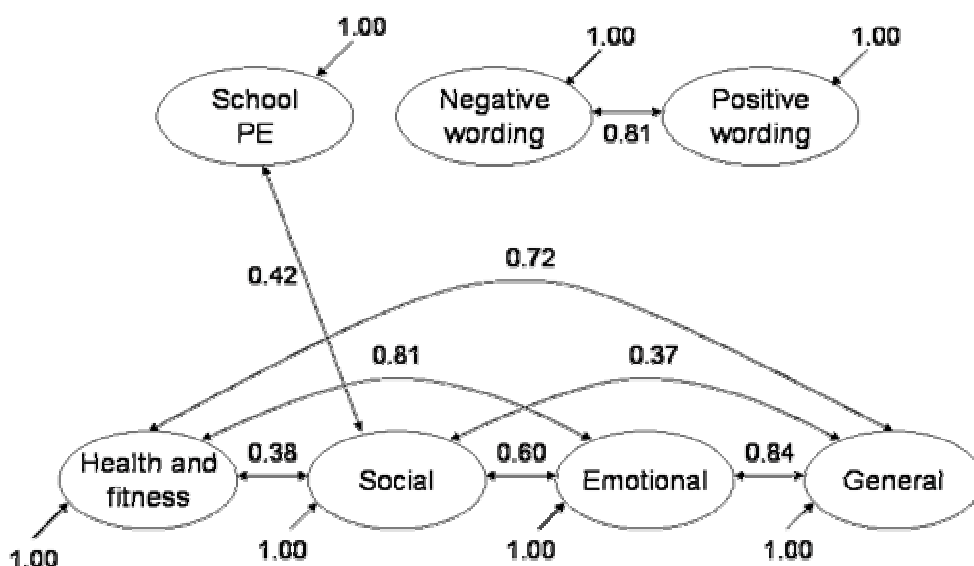 1.00
1.00
1.00
School
PE
Negative
wording
Positive
wording
0.81
0.42
0.72
0.81
0.37
Health and
fitness
0.38
Social
0.60
Emotional
0.84
General
1.00
1.00
1.00
1.00